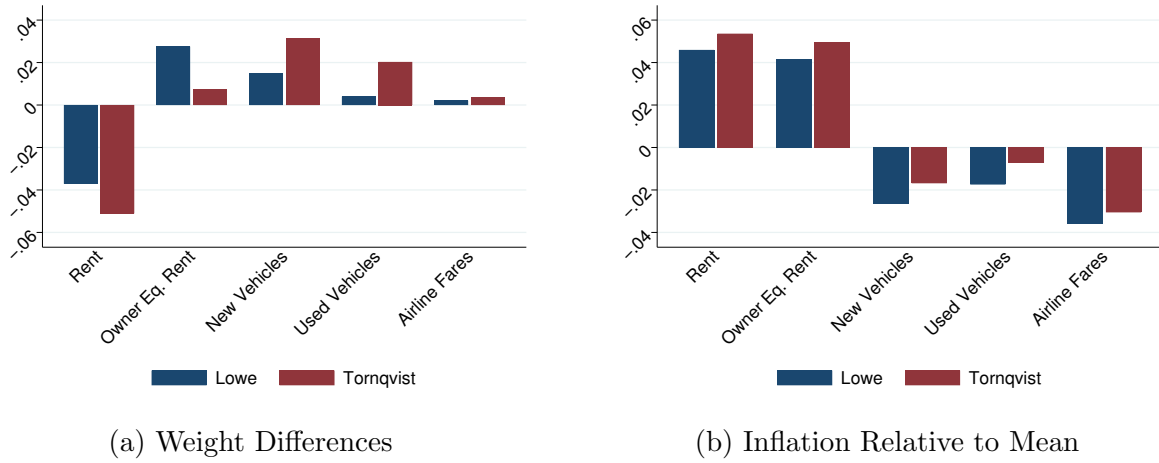 .04
.02
0
−.02
−.04
−.06
Rent
Owner Eq. Rent
New Vehicles
Used Vehicles
Airline Fares
Lowe
Tornqvist
(a) Weight Differences
.06
.04
.02
0
−.02
−.04
Rent
Owner Eq. Rent
New Vehicles
Used Vehicles
Airline Fares
Lowe
Tornqvist
(b) Inflation Relative to Mean